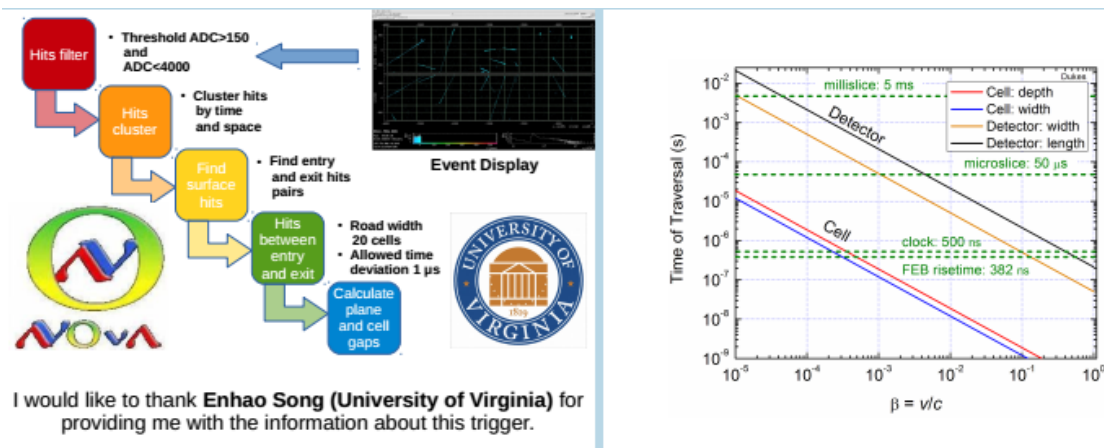 Hits filter
• Threshold ADC>150
and
ADC<4000
Hits
cluster
• Cluster hits
by time
and space
Event Display
Find
surface
hits
• Find entry
and exit hits
pairs
Hits
between
entry
and exit
• Road width
20 cells
• Allowed time
deviation 1 µs
Calculate
plane
and cell
gaps
NOvA
UNIVERSITY OF
VIRGINIA
1819
I would like to thank Enhao Song (University of Virginia) for
providing me with the information about this trigger.
Dukes
Cell: depth
Cell: width
Detector: width
Detector: length
millislice: 5 ms
Detector
microslice: 50 µs
Cell
clock: 500 ns
FEB risetime: 382 ns
Time of Traversal (s)
10⁻²
10⁻³
10⁻⁴
10⁻⁵
10⁻⁶
10⁻⁷
10⁻⁸
10⁻⁹
10⁻⁵ 10⁻⁴ 10⁻³ 10⁻² 10⁻¹ 10⁰
β = v/c